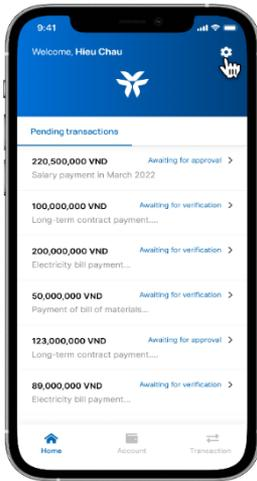 9:41
Welcome, Hieu Chau
Pending transactions
220,500,000 VND Awaiting for approval
Salary payment in March 2022
100,000,000 VND Awaiting for verification
Long-term contract payment....
200,000,000 VND Awaiting for verification
Electricity bill payment...
50,000,000 VND Awaiting for verification
Payment of bill of materials...
123,000,000 VND Awaiting for approval
Long-term contract payment....
89,000,000 VND Awaiting for verification
Electricity bill payment...
Home Account Transaction